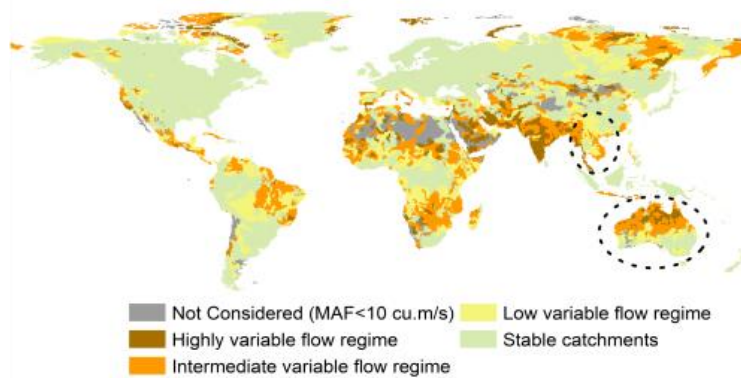 Not Considered (MAF<10 cu.m/s)
Highly variable flow regime
Intermediate variable flow regime
Low variable flow regime
Stable catchments